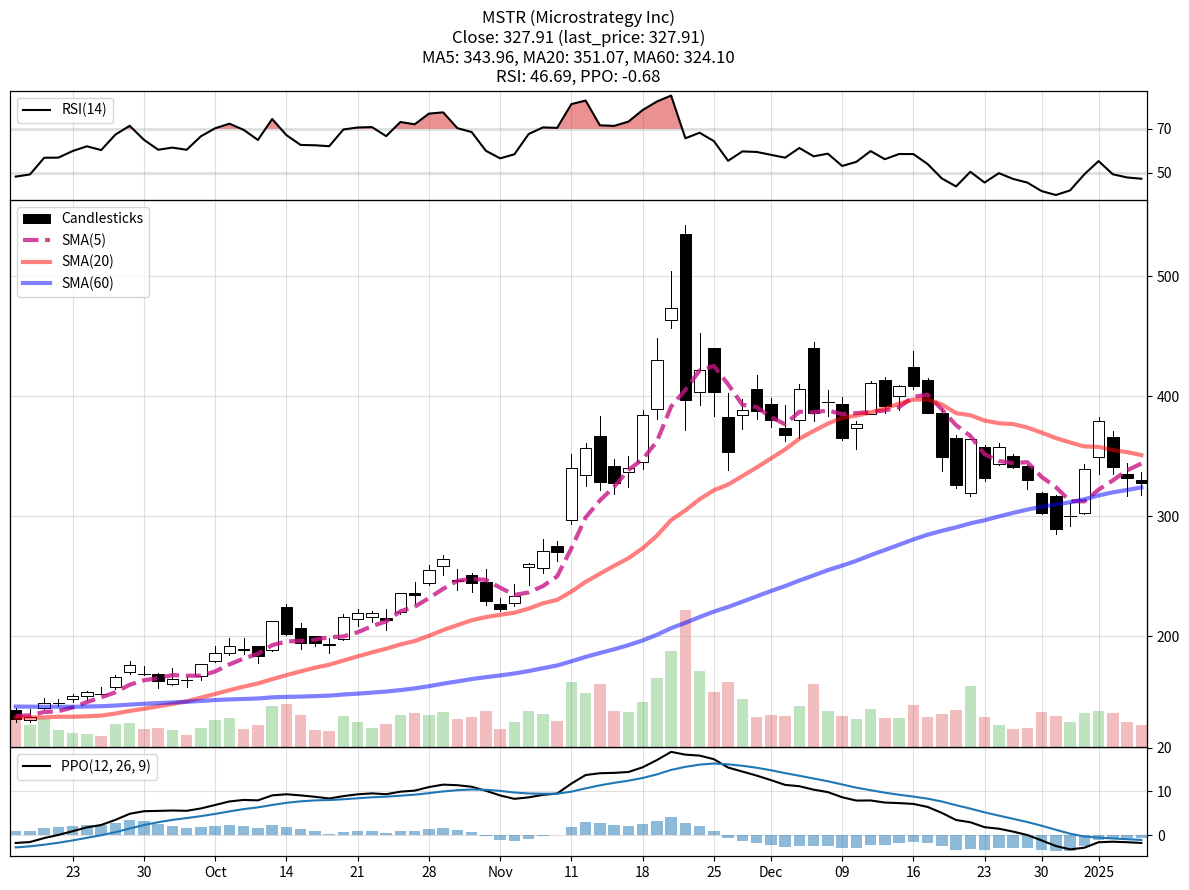 MSTR (Microstrategy Inc)
Close: 327.91 (last_price: 327.91)
MA5: 343.96, MA20: 351.07, MA60: 324.10
RSI: 46.69, PPO: -0.68
RSI(14)
70
50
Candlesticks
SMA(5)
SMA(20)
SMA(60)
500
400
300
200
PPO(12, 26, 9)
20
10
0
23 30 Oct 14 21 28 Nov 11 18 25 Dec 09 16 23 30 2025